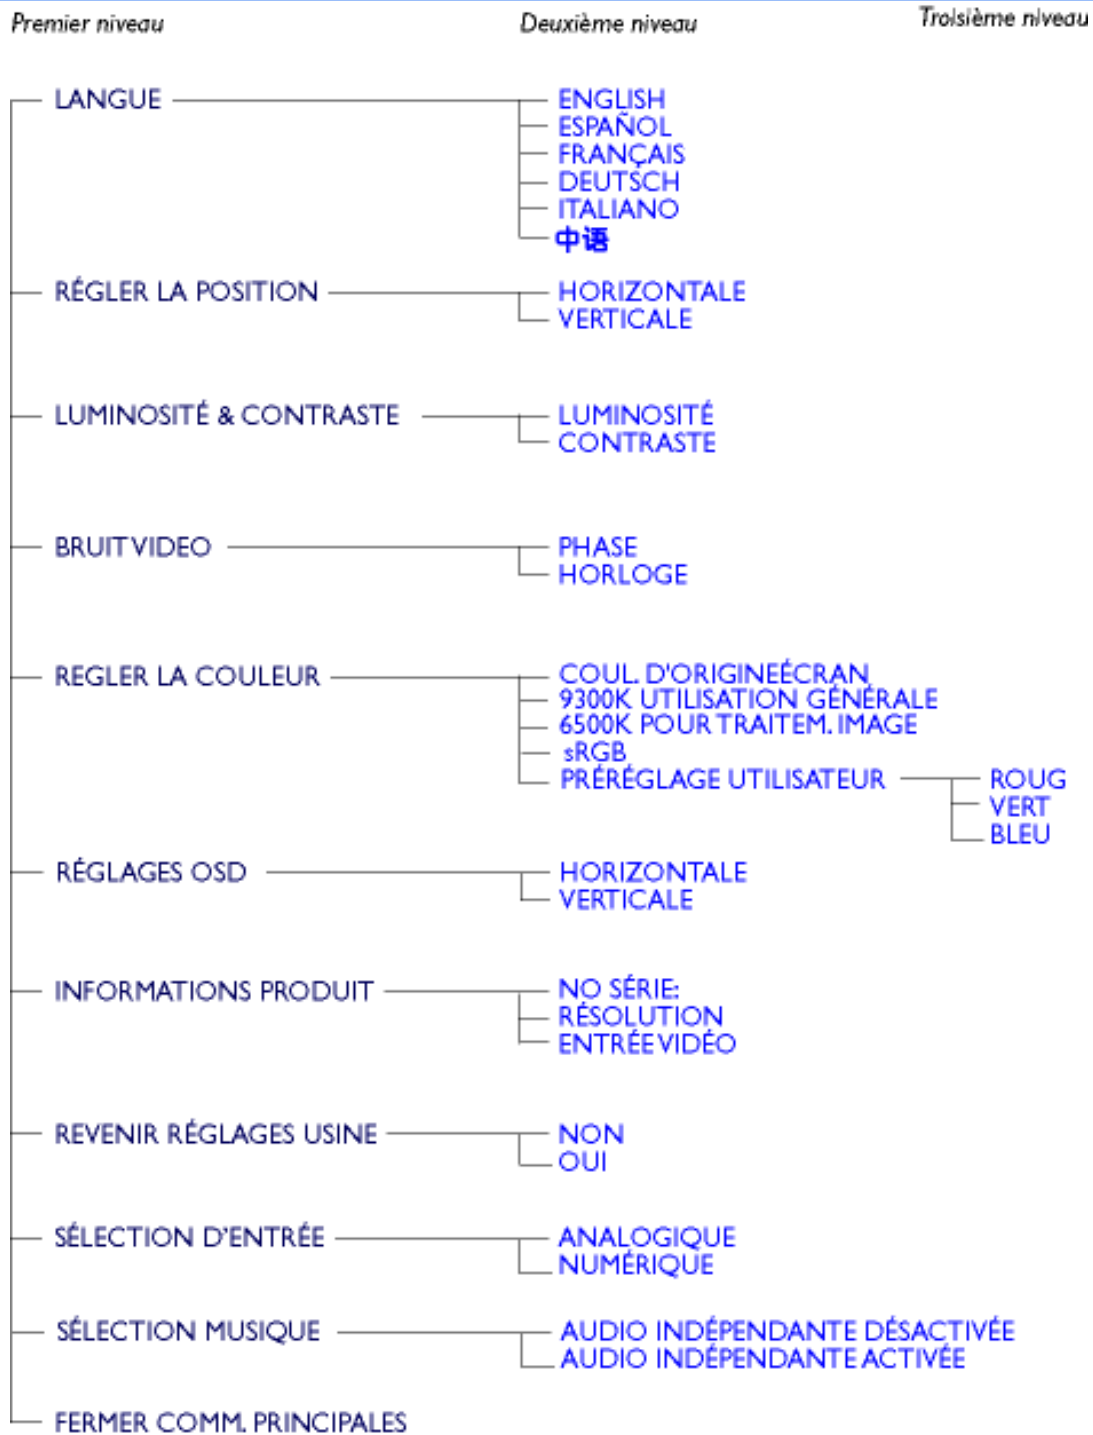 Premier niveau
Deuxième niveau
Troisième niveau
LANGUE
ENGLISH
ESPAÑOL
FRANÇAIS
DEUTSCH
ITALIANO
中语
RÉGLER LA POSITION
HORIZONTALE
VERTICALE
LUMINOSITÉ & CONTRASTE
LUMINOSITÉ
CONTRASTE
BRUIT VIDEO
PHASE
HORLOGE
REGLER LA COULEUR
COUL. D'ORIGINEÉCRAN
9300K UTILISATION GÉNÉRALE
6500K POUR TRAITEM. IMAGE
sRGB
PRÉRÉGLAGE UTILISATEUR
ROUG
VERT
BLEU
RÉGLAGES OSD
HORIZONTALE
VERTICALE
INFORMATIONS PRODUIT
NO SÉRIE:
RÉSOLUTION
ENTRÉE VIDÉO
REVENIR RÉGLAGES USINE
NON
OUI
SÉLECTION D'ENTRÉE
ANALOGIQUE
NUMÉRIQUE
SÉLECTION MUSIQUE
AUDIO INDÉPENDANTE DÉSACTIVÉE
AUDIO INDÉPENDANTE ACTIVÉE
FERMER COMM. PRINCIPALES